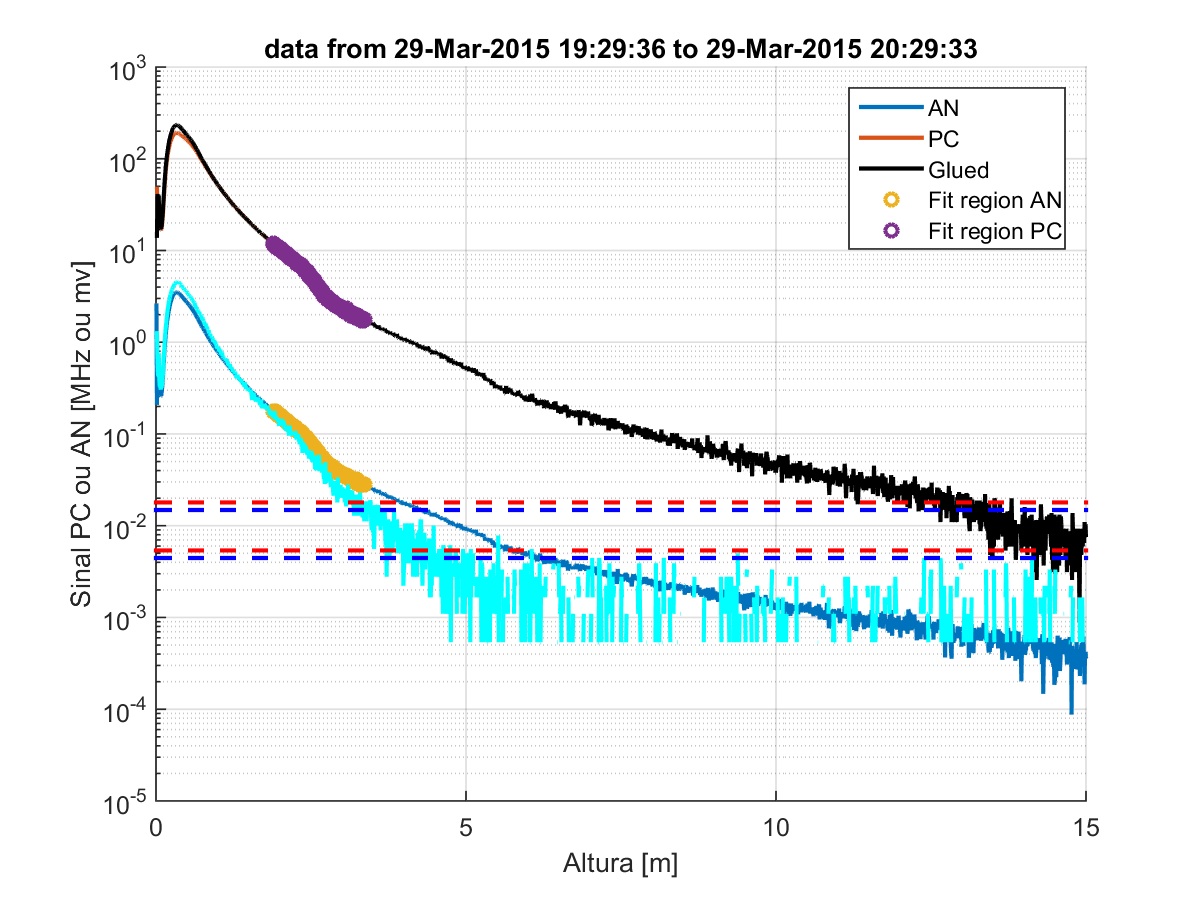 data from 29-Mar-2015 19:29:36 to 29-Mar-2015 20:29:33
AN
PC
Glued
Fit region AN
Fit region PC
Sinal PC ou AN [MHz ou mv]
10^3
10^2
10^1
10^0
10^-1
10^-2
10^-3
10^-4
10^-5
0 5 10 15
Altura [m]